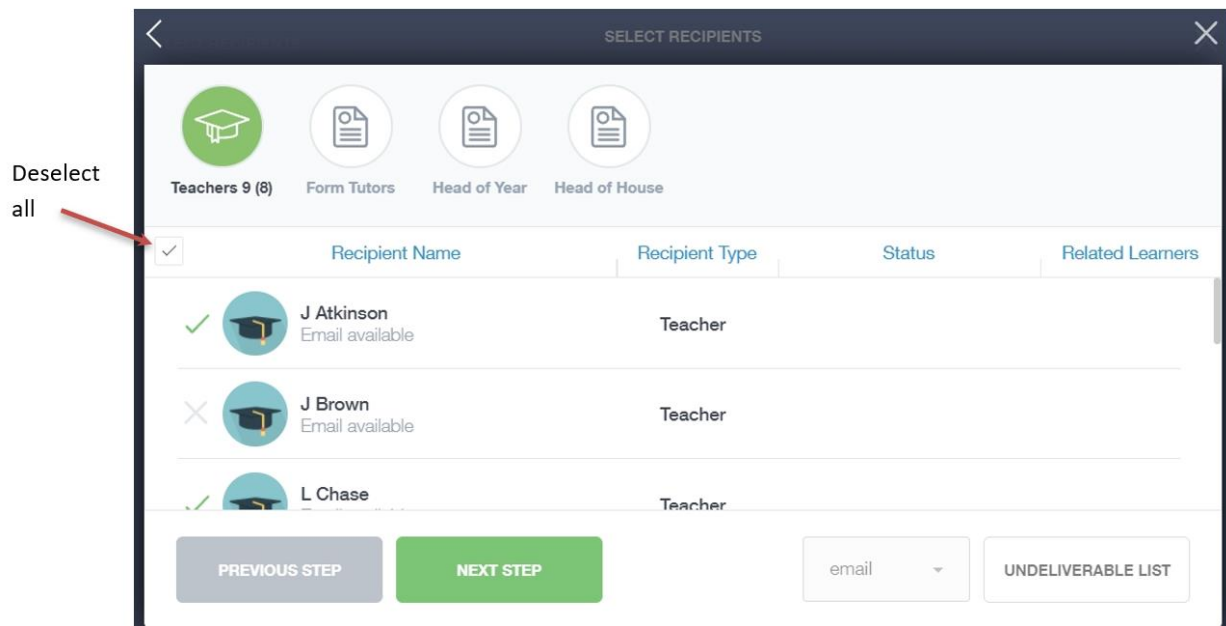 SELECT RECIPIENTS
Teachers 9 (8)
Form Tutors
Head of Year
Head of House
Deselect
all
Recipient Name
Recipient Type
Status
Related Learners
J Atkinson
Email available
Teacher
J Brown
Email available
Teacher
L Chase
Teacher
PREVIOUS STEP
NEXT STEP
email
UNDELIVERABLE LIST